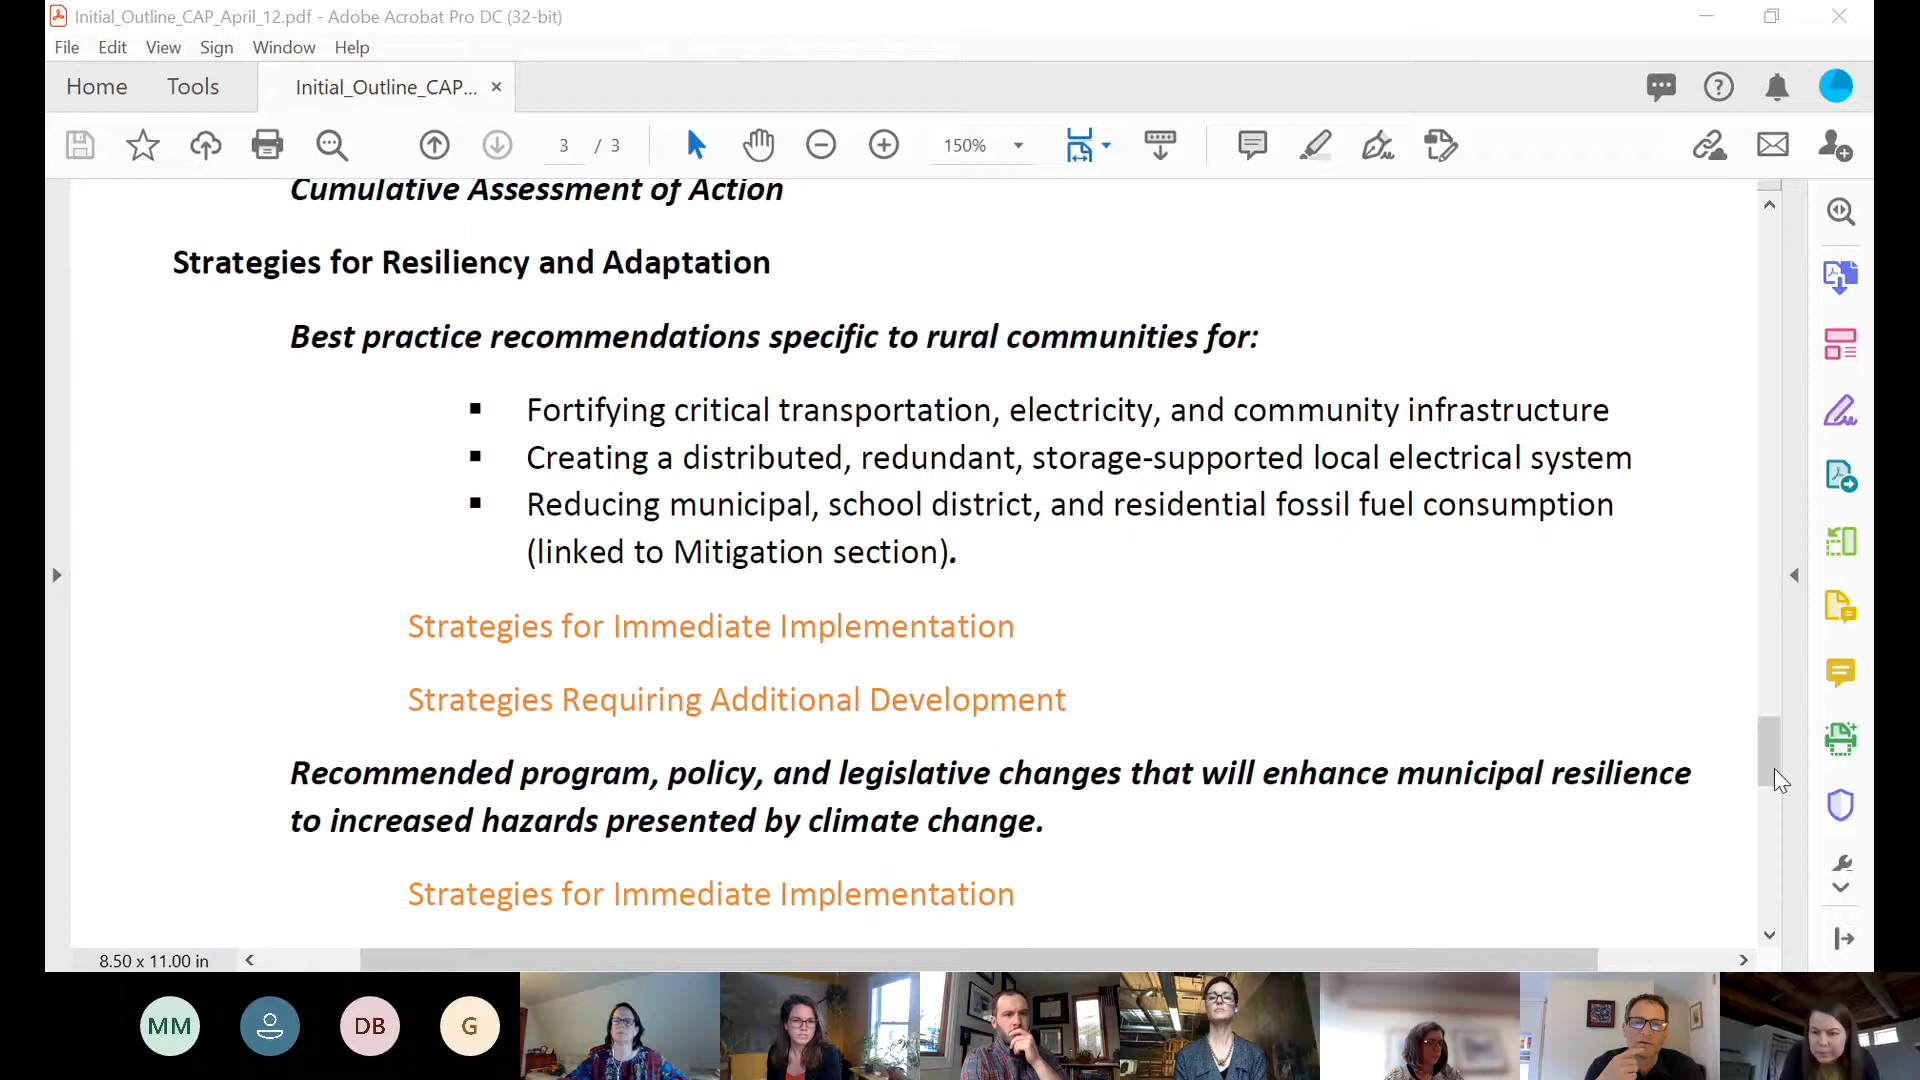 Initial_Outline_CAP_April_12.pdf - Adobe Acrobat Pro DC (32-bit)
File Edit View Sign Window Help
Home Tools Initial_Outline_CAP... ×
3 / 3 150%
Cumulative Assessment of Action
Strategies for Resiliency and Adaptation
Best practice recommendations specific to rural communities for:
▪ Fortifying critical transportation, electricity, and community infrastructure
▪ Creating a distributed, redundant, storage-supported local electrical system
▪ Reducing municipal, school district, and residential fossil fuel consumption
(linked to Mitigation section).
Strategies for Immediate Implementation
Strategies Requiring Additional Development
Recommended program, policy, and legislative changes that will enhance municipal resilience
to increased hazards presented by climate change.
Strategies for Immediate Implementation
8.50 x 11.00 in
MM DB G